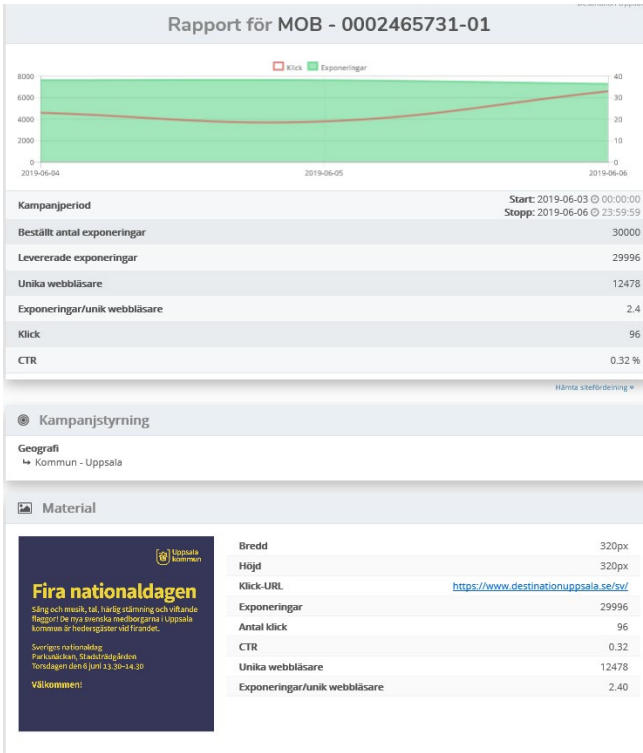 Rapport för MOB - 0002465731-01
Klick Exponeringar
8000 40
6000 30
4000 20
2000 10
0 0
2019-06-04 2019-06-05 2019-06-06
Kampanjperiod Start: 2019-06-03 00:00:00
Stopp: 2019-06-06 23:59:59
Beställt antal exponeringar 30000
Levererade exponeringar 29996
Unika webbläsare 12478
Exponeringar/unik webbläsare 2.4
Klick 96
CTR 0.32 %
Hämta sitefördelning »
Kampanjstyrning
Geografi
Kommun - Uppsala
Material
Uppsala
kommun
Fira nationaldagen
Sång och musik, tal, härlig stämning och viftande
flaggor! De nya svenska medborgarna i Uppsala
kommun är hedersgäster vid firandet.
Sveriges nationaldag
Parksnäckan, Stadsträdgården
Torsdagen den 6 juni 13.30-14.30
Välkommen!
Bredd 320px
Höjd 320px
Klick-URL https://www.destinationuppsala.se/sv/
Exponeringar 29996
Antal klick 96
CTR 0.32
Unika webbläsare 12478
Exponeringar/unik webbläsare 2.40